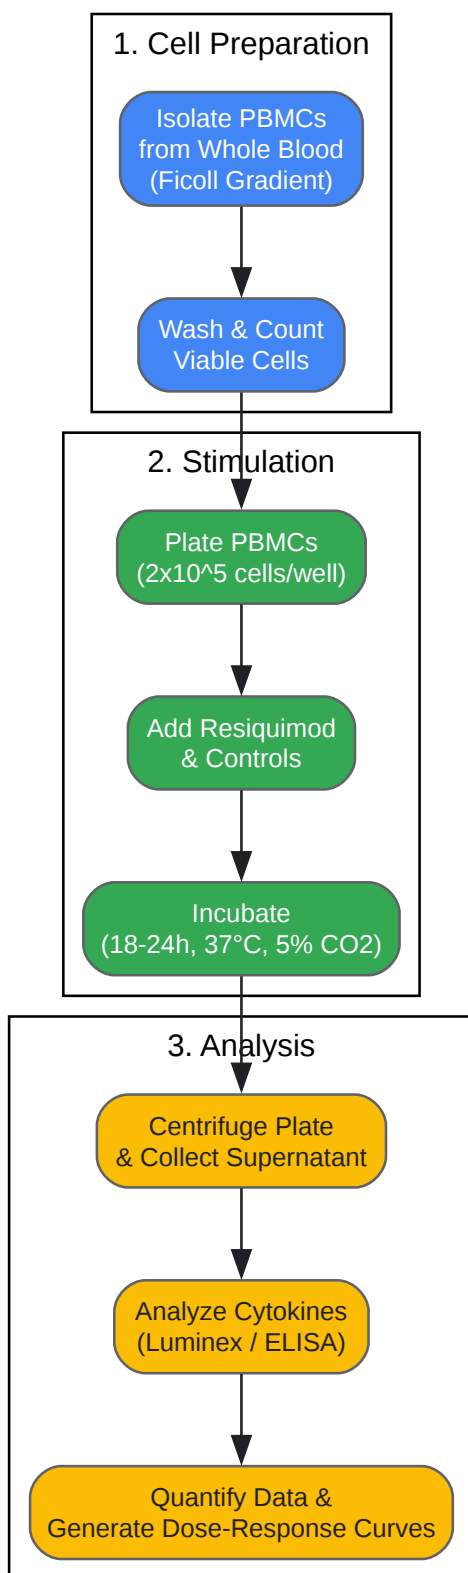 1. Cell Preparation
Isolate PBMCs
from Whole Blood
(Ficoll Gradient)
Wash & Count
Viable Cells
2. Stimulation
Plate PBMCs
(2x10^5 cells/well)
Add Resiquimod
& Controls
Incubate
(18-24h, 37°C, 5% CO2)
3. Analysis
Centrifuge Plate
& Collect Supernatant
Analyze Cytokines
(Luminex / ELISA)
Quantify Data &
Generate Dose-Response Curves